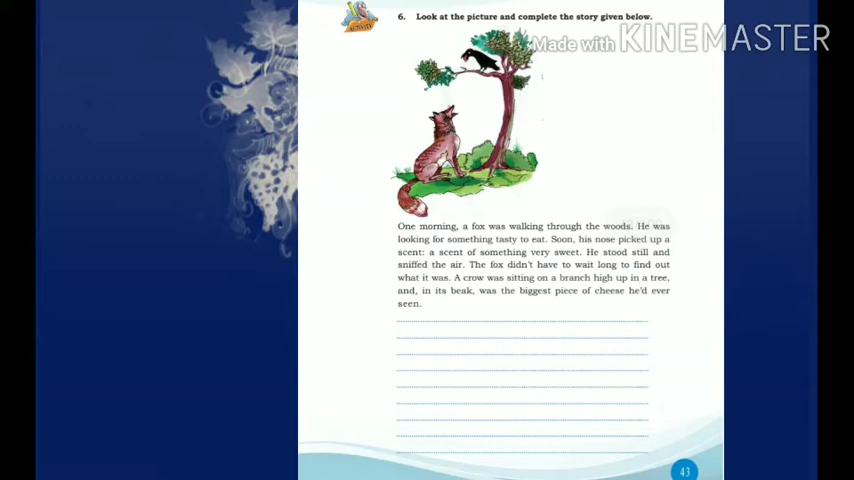 6. Look at the picture and complete the story given below.
ACTIVITY
Made with KINEMASTER
One morning, a fox was walking through the woods. He was
looking for something tasty to eat. Soon, his nose picked up a
scent: a scent of something very sweet. He stood still and
sniffed the air. The fox didn't have to wait long to find out
what it was. A crow was sitting on a branch high up in a tree,
and, in its beak, was the biggest piece of cheese he'd ever
seen.
43